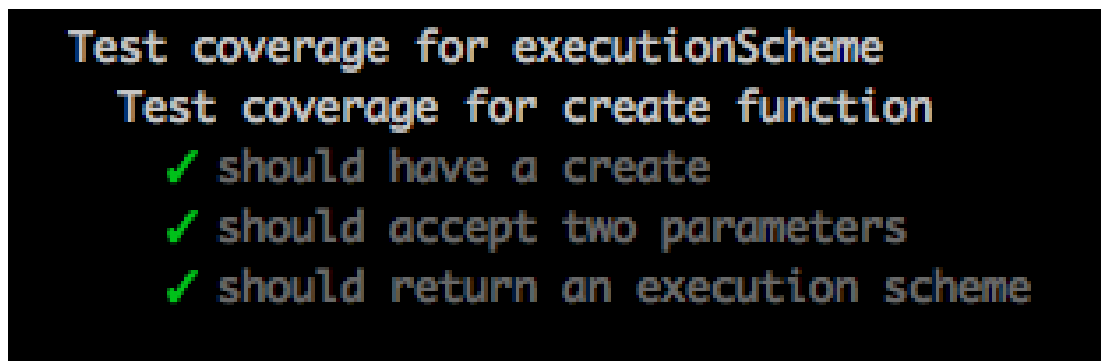 Test coverage for executionScheme
Test coverage for create function
✓ should have a create
✓ should accept two parameters
✓ should return an execution scheme